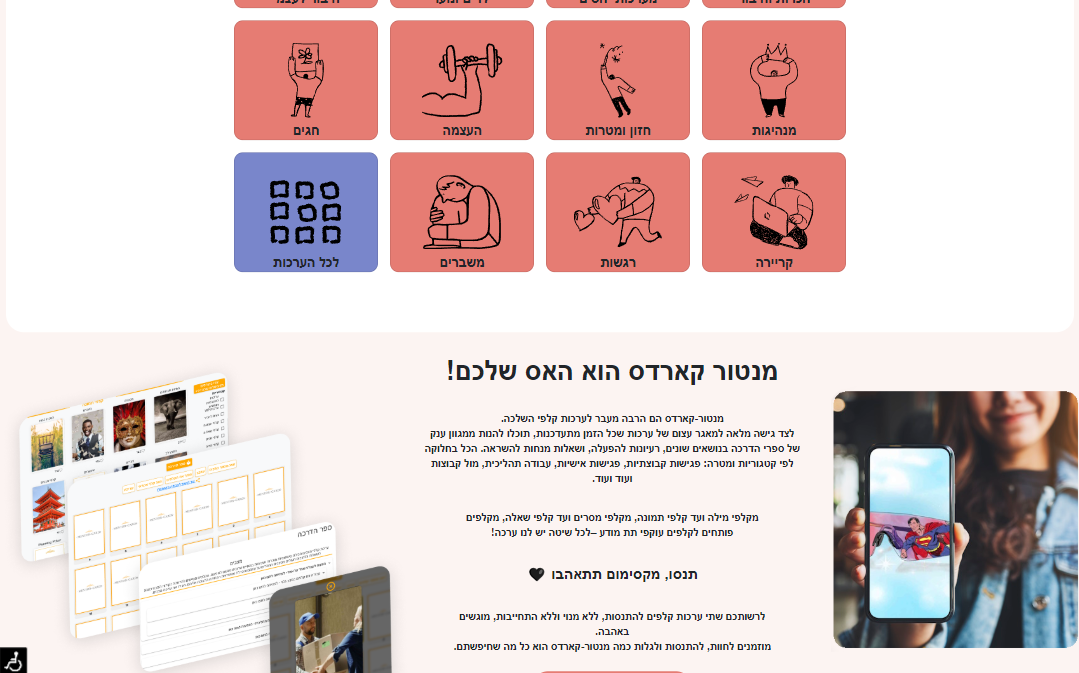 מנהיגות
חזון ומטרות
העצמה
חגים
קריירה
רגשות
משברים
לכל הערכות
מנטור קארדס הוא האס שלכם!
מנטור-קארדס הם הרבה מעבר לערכות קלפי השלכה.
לצד גישה מלאה למאגר עצום של ערכות שכל הזמן מתעדכנות, תוכלו להנות ממגוון ענק
של ספרי הדרכה בנושאים שונים, רעיונות להפעלה, ושאלות מנחות להשראה. הכל בחלוקה
לפי קטגוריות ומטרה: פגישות קבוצתיות, פגישות אישיות, עבודה תהליכית, מול קבוצות
ועוד ועוד.
מקלפי מילה ועד קלפי תמונה, מקלפי מסרים ועד קלפי שאלה, מקלפים
פותחים לקלפים עוקפי תת מודע –לכל שיטה יש לנו ערכה!
תנסו, מקסימום תתאהבו 🖤
לרשותכם שתי ערכות קלפים להתנסות, ללא מנוי וללא התחייבות, מוגשים
באהבה.
מוזמנים לחוות, להתנסות ולגלות כמה מנטור-קארדס הוא כל מה שחיפשתם.
ספר הדרכה